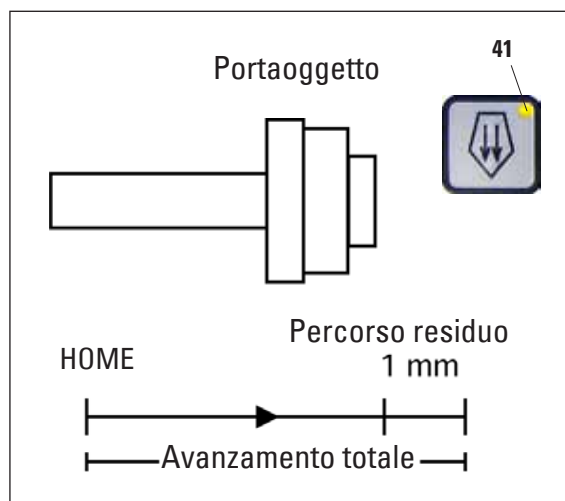 41
Portaoggetto
Percorso residuo
HOME
1 mm
Avanzamento totale